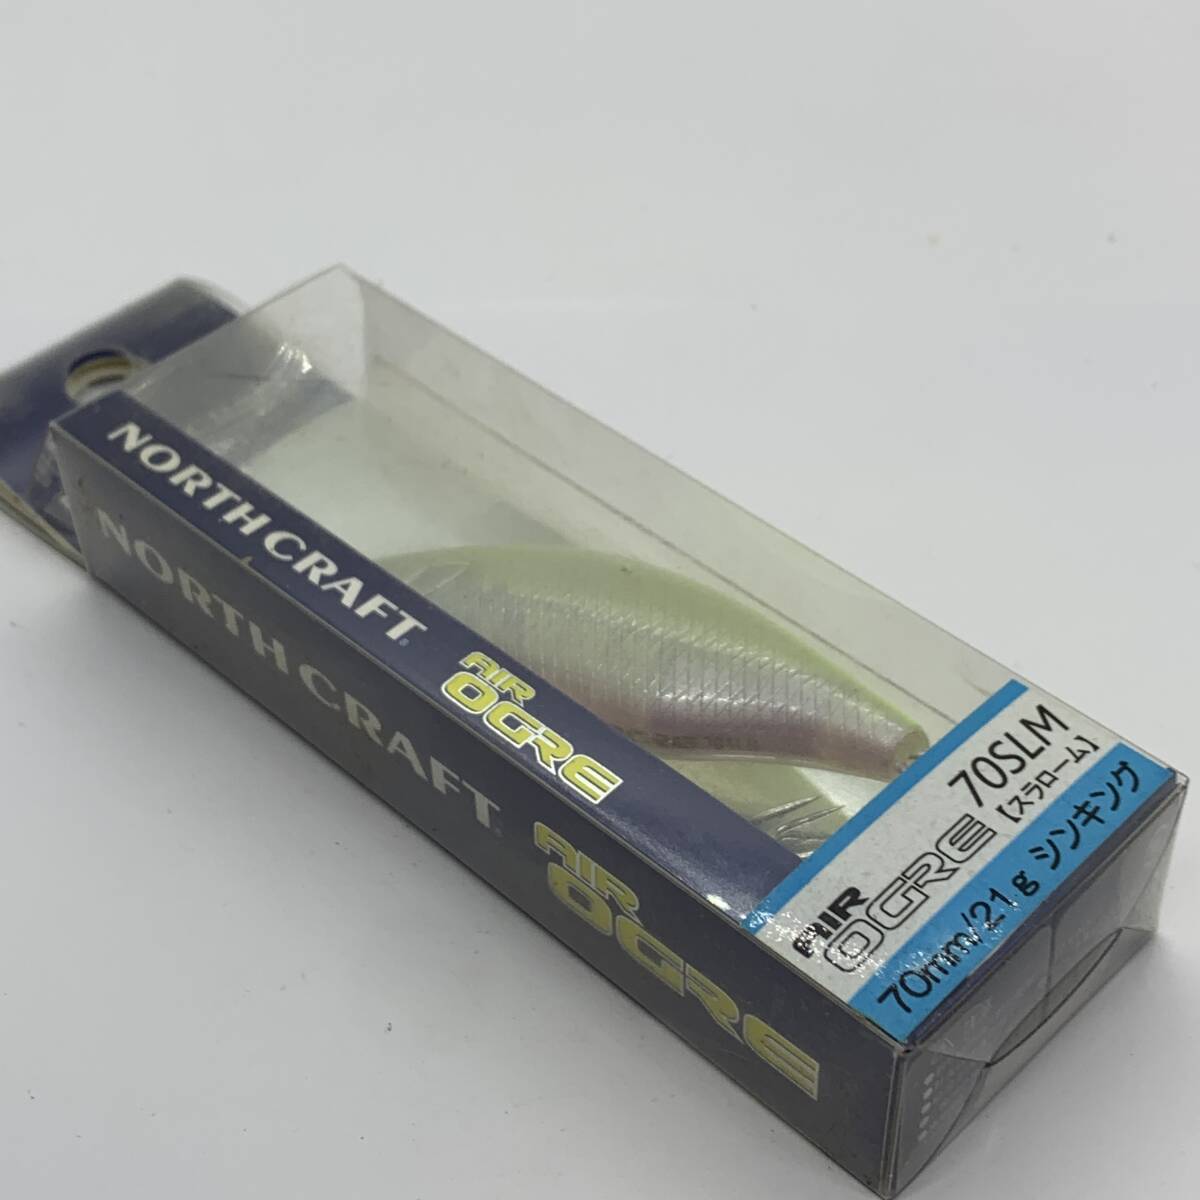 NORTH CRAFT®
AIR
OGRE
NORTH CRAFT
AIR
OGRE
AIR
OGRE 70SLM
【スラローム】
70mm/21g シンキング